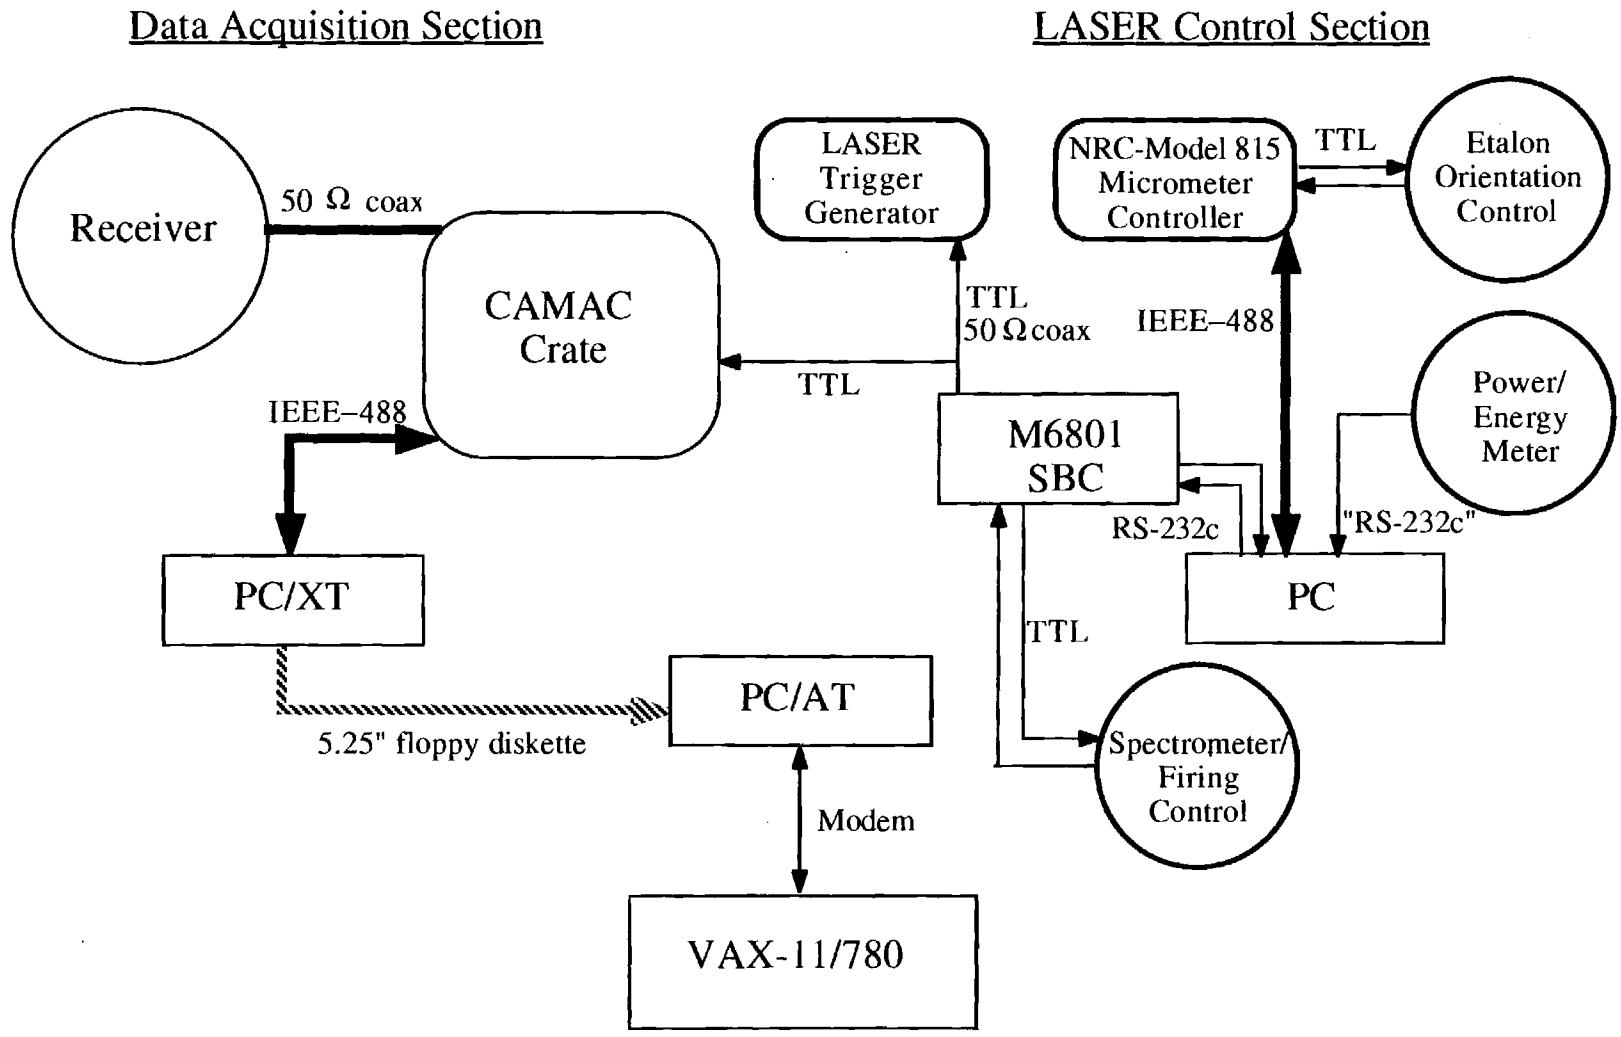 Data Acquisition Section
LASER Control Section
Receiver
50 Ω coax
CAMAC
Crate
IEEE–488
PC/XT
5.25" floppy diskette
PC/AT
Modem
VAX-11/780
LASER
Trigger
Generator
TTL
50 Ω coax
TTL
M6801
SBC
RS-232c
TTL
Spectrometer/
Firing
Control
NRC-Model 815
Micrometer
Controller
TTL
Etalon
Orientation
Control
IEEE–488
Power/
Energy
Meter
"RS-232c"
PC